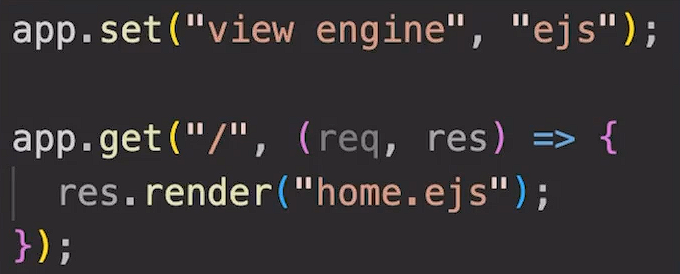 app.set("view engine", "ejs");
app.get("/", (req, res) => {
res.render("home.ejs");
});